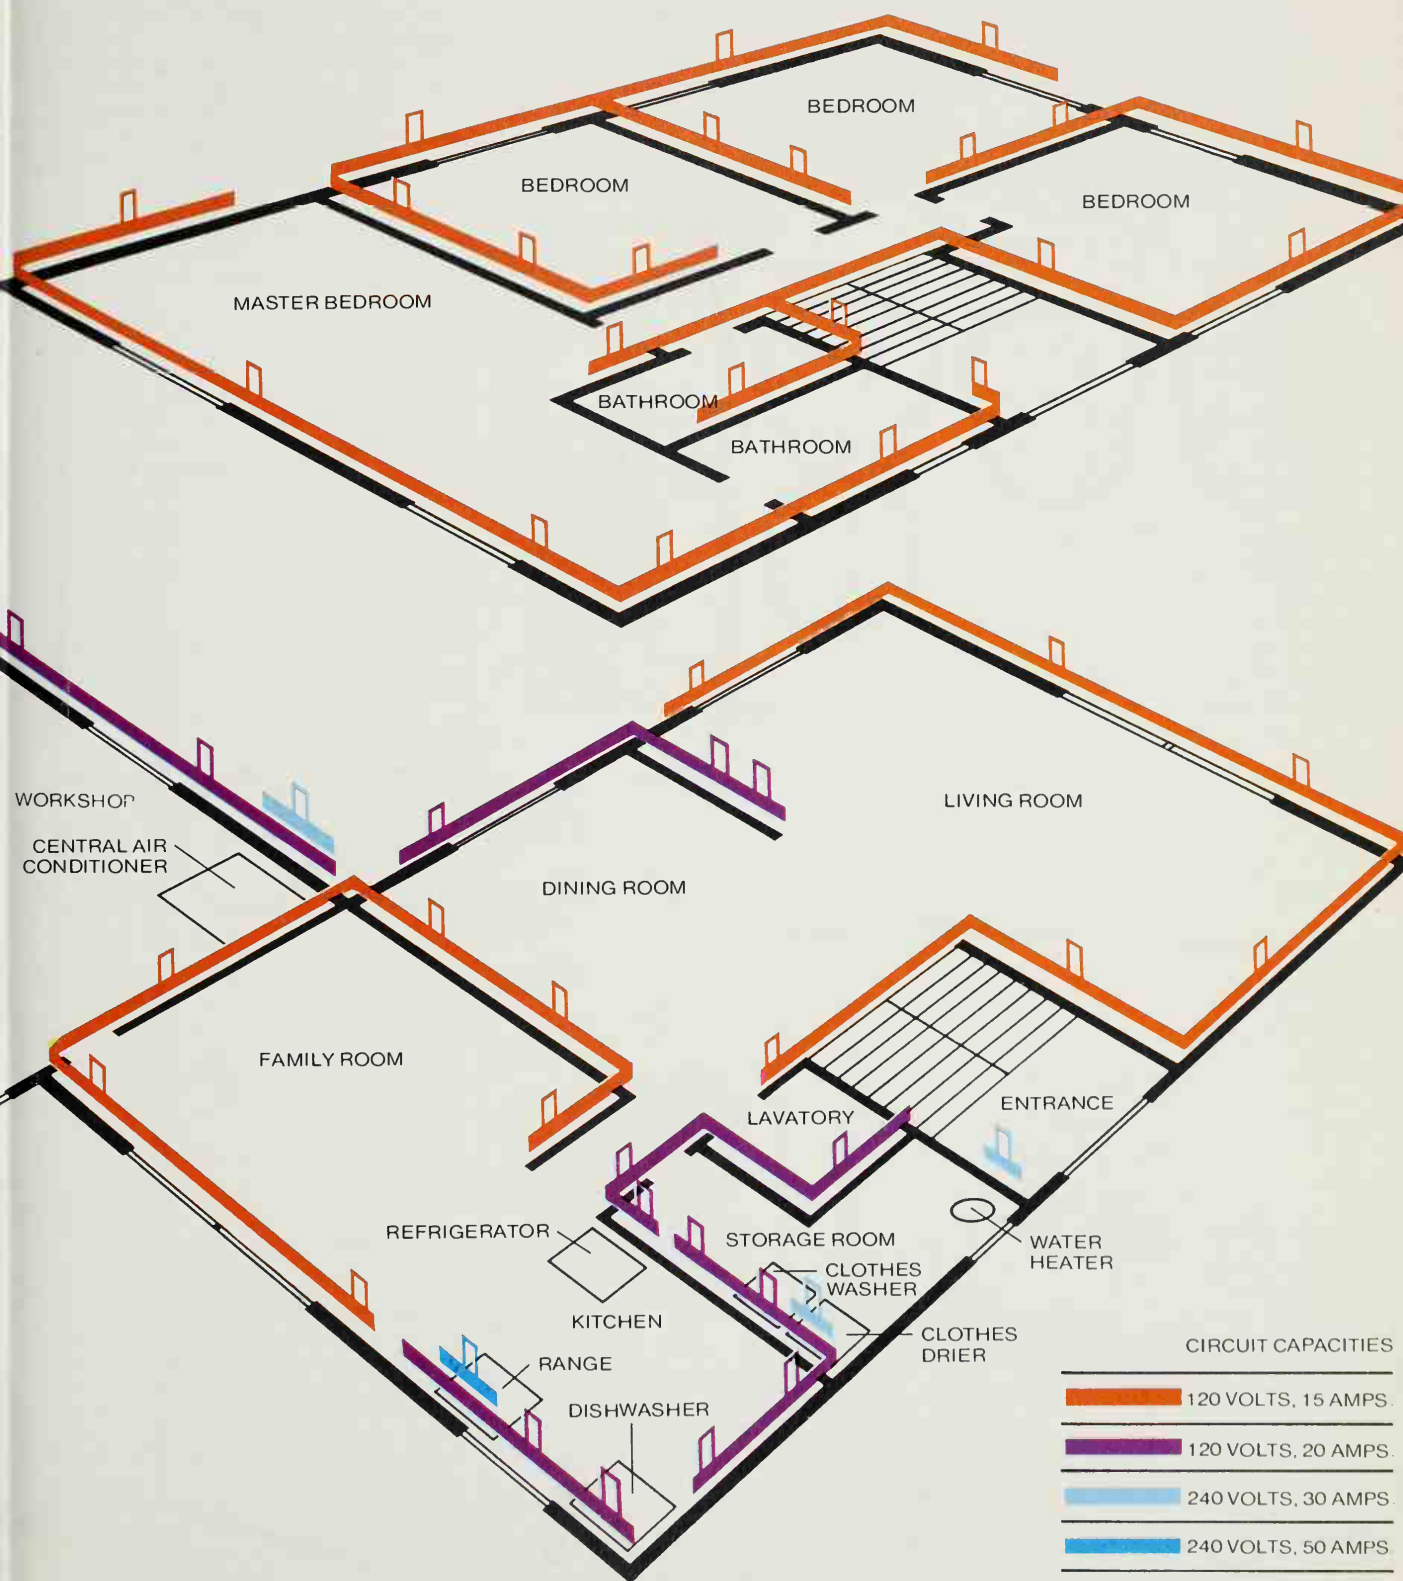 BEDROOM
BEDROOM
BEDROOM
MASTER BEDROOM
BATHROOM
BATHROOM
WORKSHOP
LIVING ROOM
CENTRAL AIR
CONDITIONER
DINING ROOM
FAMILY ROOM
LAVATORY
ENTRANCE
REFRIGERATOR
STORAGE ROOM
WATER
HEATER
CLOTHES
WASHER
KITCHEN
CLOTHES
DRIER
RANGE
DISHWASHER
CIRCUIT CAPACITIES
120 VOLTS, 15 AMPS.
120 VOLTS, 20 AMPS.
240 VOLTS, 30 AMPS.
240 VOLTS, 50 AMPS.